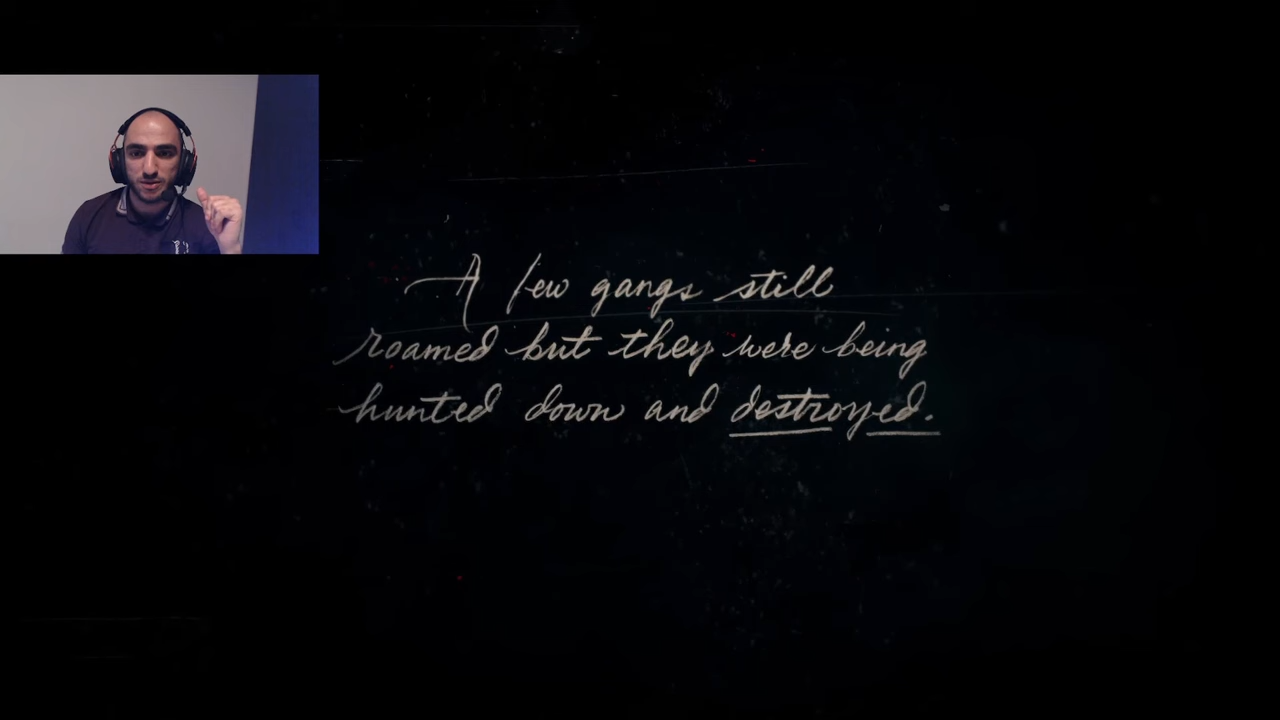 A few gangs still
roamed but they were being
hunted down and destroyed.